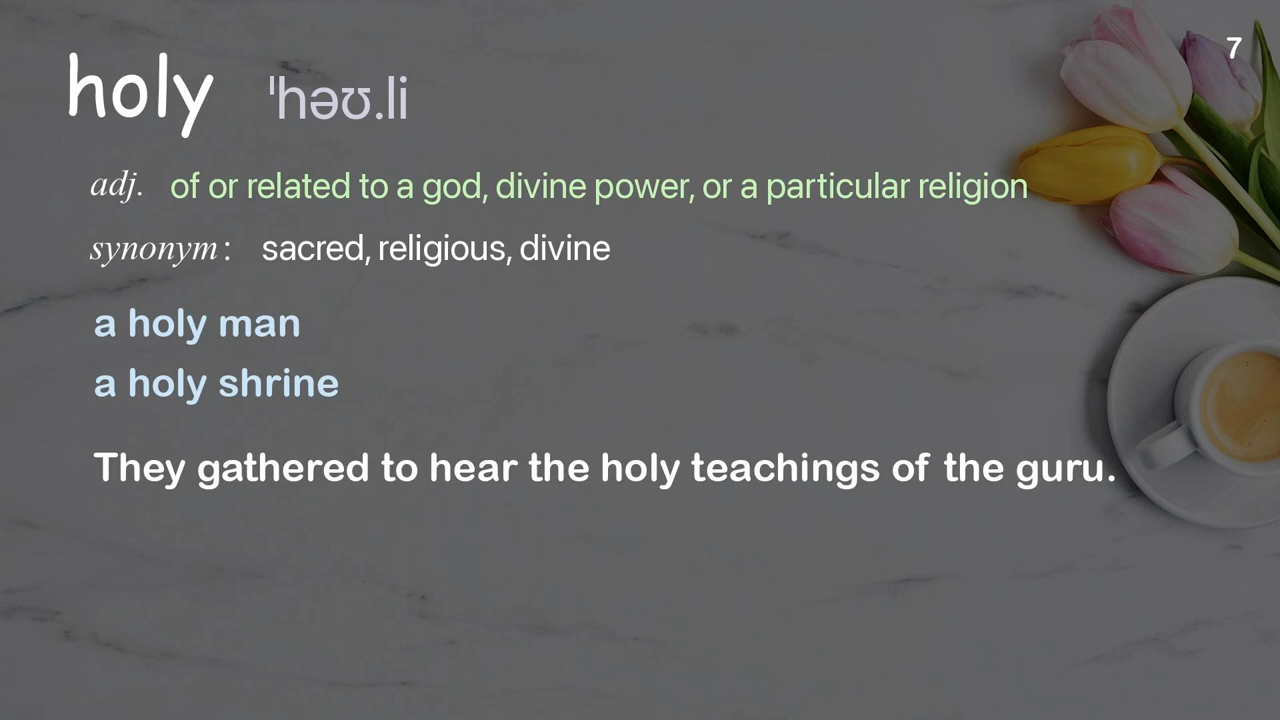 7
holy ˈhəʊ.li
adj. of or related to a god, divine power, or a particular religion
synonym: sacred, religious, divine
a holy man
a holy shrine
They gathered to hear the holy teachings of the guru.